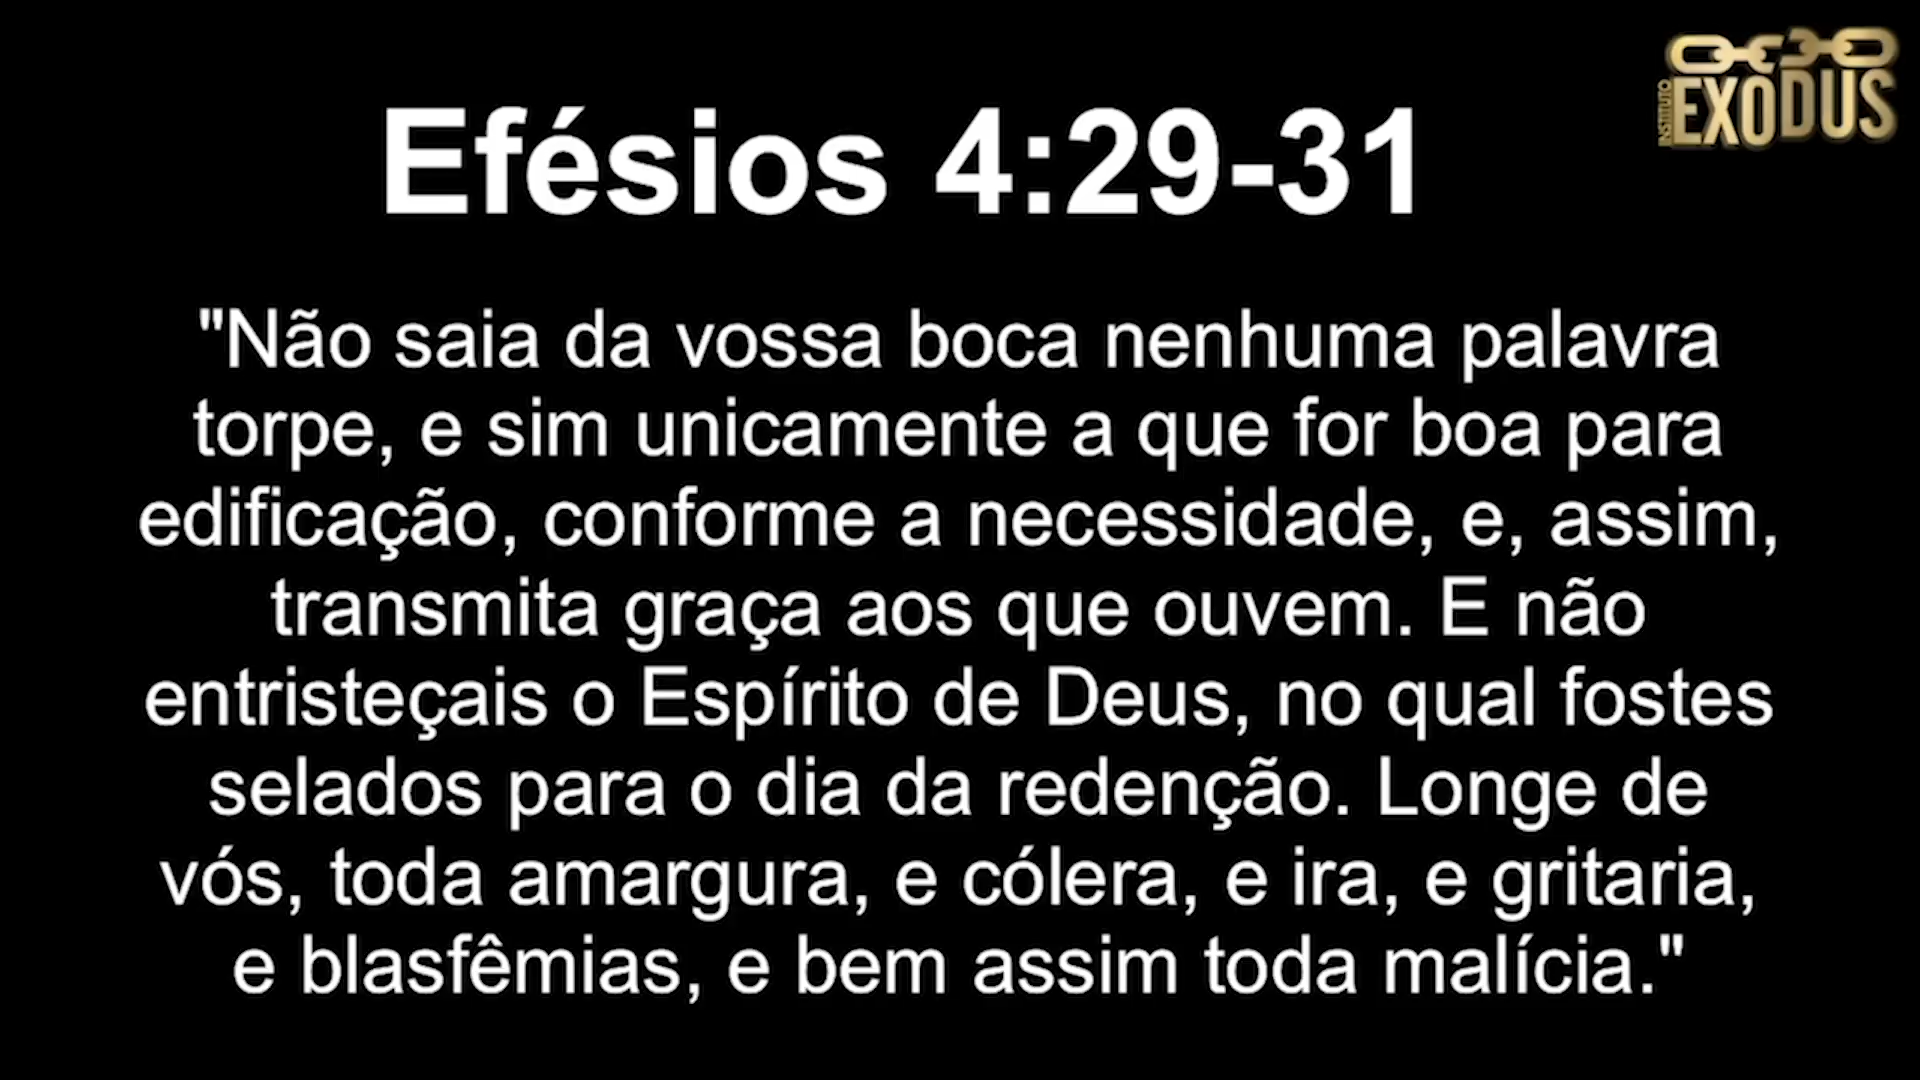 INSTITUTO
EXODUS
Efésios 4:29-31
"Não saia da vossa boca nenhuma palavra
torpe, e sim unicamente a que for boa para
edificação, conforme a necessidade, e, assim,
transmita graça aos que ouvem. E não
entristeçais o Espírito de Deus, no qual fostes
selados para o dia da redenção. Longe de
vós, toda amargura, e cólera, e ira, e gritaria,
e blasfêmias, e bem assim toda malícia."